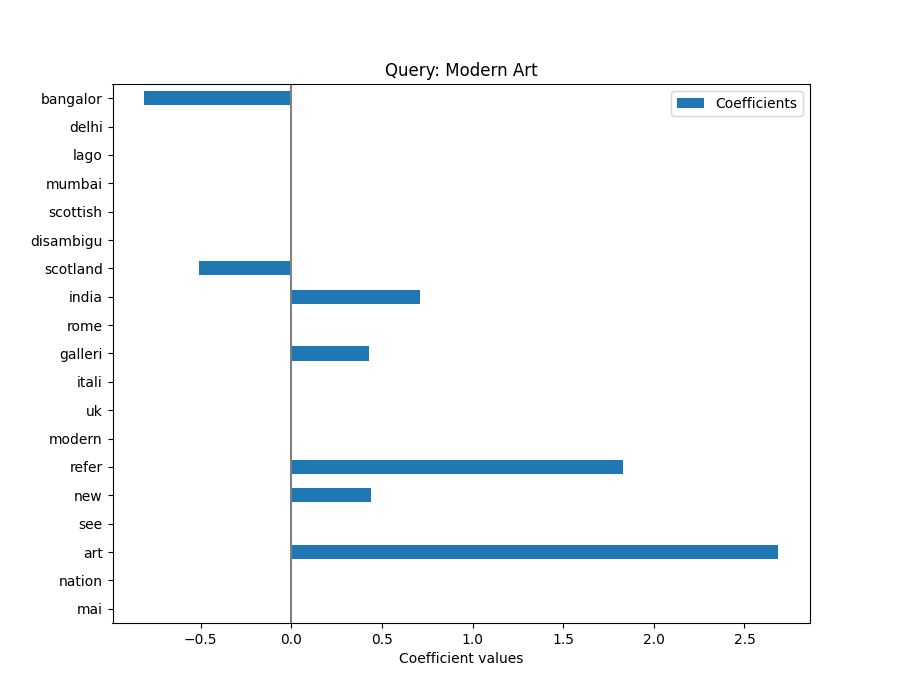 Query: Modern Art
Coefficients
bangalor
delhi
lago
mumbai
scottish
disambigu
scotland
india
rome
galleri
itali
uk
modern
refer
new
see
art
nation
mai
−0.5 0.0 0.5 1.0 1.5 2.0 2.5
Coefficient values